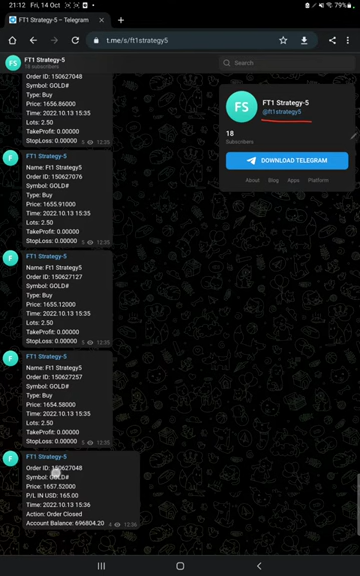 21:12 Fri, 14 Oct
79%
FT1 Strategy-5 – Telegram
t.me/s/ft1strategy5
FT1 Strategy-5
18 subscribers
Search
Order ID: 150627048
Symbol: GOLD#
Type: Buy
Price: 1656.86000
Time: 2022.10.13 15:35
Lots: 2.50
TakeProfit: 0.00000
StopLoss: 0.00000
5 12:35
FS
FT1 Strategy-5
@ft1strategy5
18
Subscribers
DOWNLOAD TELEGRAM
About Blog Apps Platform
F
FT1 Strategy-5
Name: Ft1 Strategy5
Order ID: 150627076
Symbol: GOLD#
Type: Buy
Price: 1655.91000
Time: 2022.10.13 15:35
Lots: 2.50
TakeProfit: 0.00000
StopLoss: 0.00000
5 12:35
F
FT1 Strategy-5
Name: Ft1 Strategy5
Order ID: 150627127
Symbol: GOLD#
Type: Buy
Price: 1655.12000
Time: 2022.10.13 15:35
Lots: 2.50
TakeProfit: 0.00000
StopLoss: 0.00000
5 12:35
F
FT1 Strategy-5
Name: Ft1 Strategy5
Order ID: 150627257
Symbol: GOLD#
Type: Buy
Price: 1654.58000
Time: 2022.10.13 15:35
Lots: 2.50
TakeProfit: 0.00000
StopLoss: 0.00000
5 12:35
F
FT1 Strategy-5
Order ID: 150627048
Symbol: GOLD#
Price: 1657.52000
P/L IN USD: 165.00
Time: 2022.10.13 15:36
Action: Order Closed
Account Balance: 696804.20
4 12:36